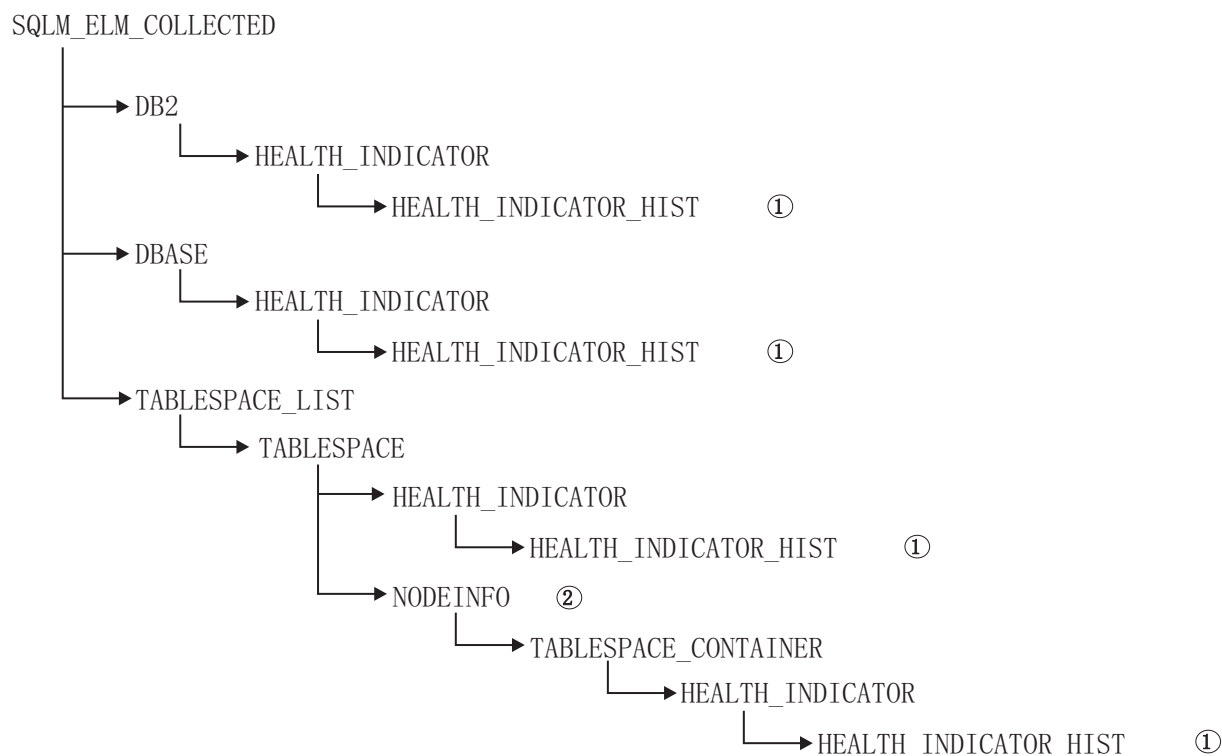 SQLM_ELM_COLLECTED
DB2
HEALTH_INDICATOR
HEALTH_INDICATOR_HIST ①
DBASE
HEALTH_INDICATOR
HEALTH_INDICATOR_HIST ①
TABLESPACE_LIST
TABLESPACE
HEALTH_INDICATOR
HEALTH_INDICATOR_HIST ①
NODEINFO ②
TABLESPACE_CONTAINER
HEALTH_INDICATOR
HEALTH_INDICATOR_HIST ①